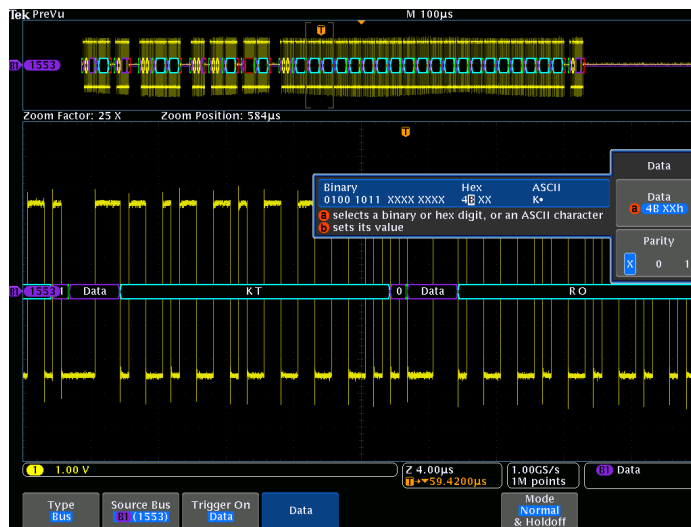 Tek PreVu M 100µs
T
B1 1553
Zoom Factor: 25 X Zoom Position: 584µs
T
Data
Binary Hex ASCII
0100 1011 XXXX XXXX 4B XX K•
a selects a binary or hex digit, or an ASCII character
b sets its value
Data
a 4B XXh
Parity
X 0 1
B1 1553 1 Data KT 0 Data RO
1 1.00 V
Z 4.00µs
T→▼59.4200µs
1.00GS/s
1M points
B1 Data
Type
Bus
Source Bus
B1 (1553)
Trigger On
Data
Data
Mode
Normal
& Holdoff